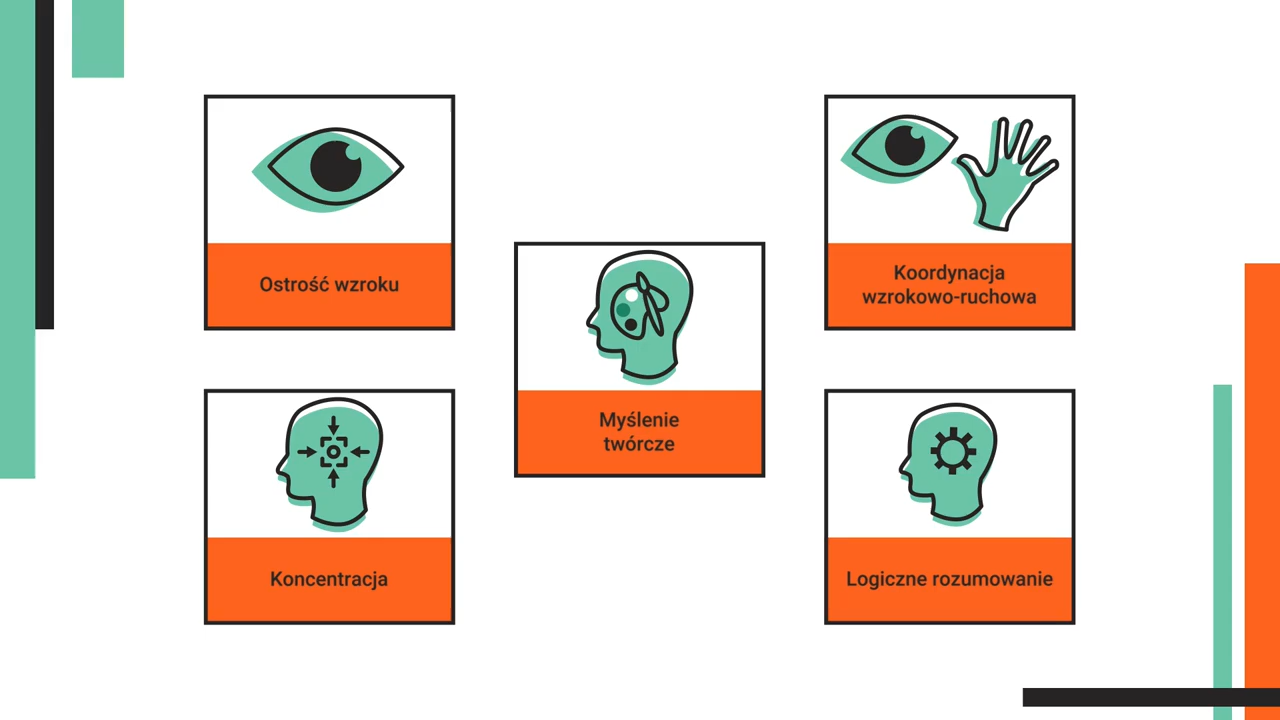 Ostrość wzroku
Koordynacja
wzrokowo-ruchowa
Myślenie
twórcze
Koncentracja
Logiczne rozumowanie